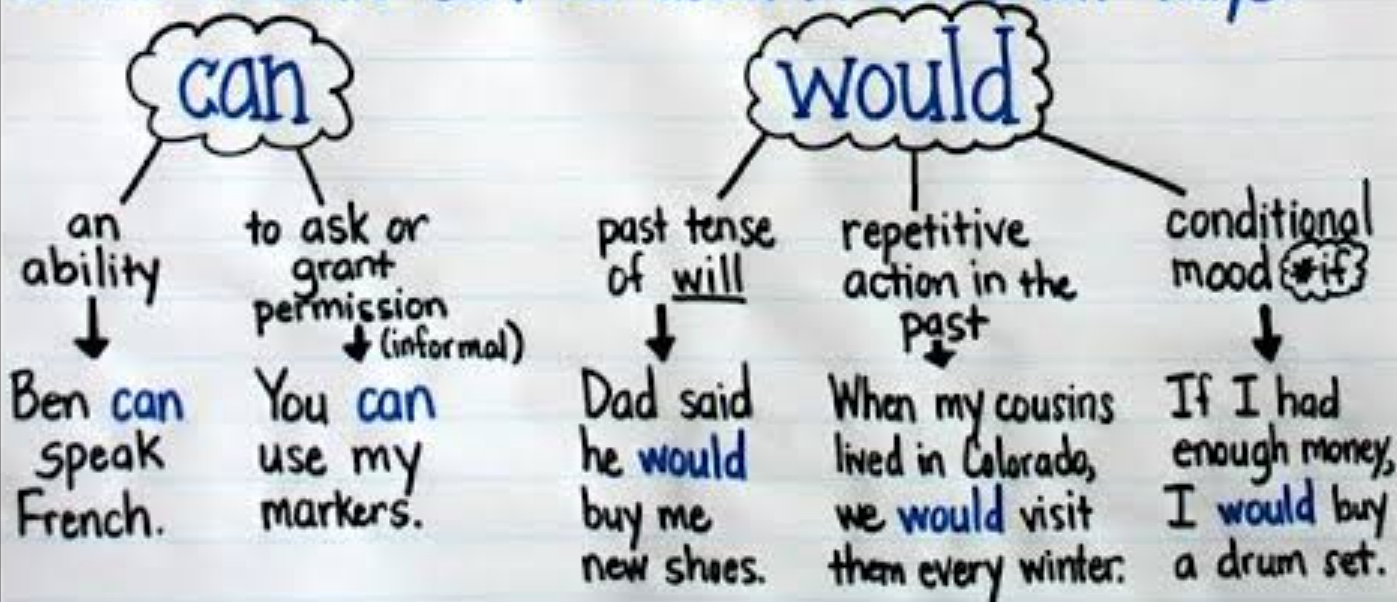 can
would
an
ability
to ask or
grant
permission
(informal)
past tense
of will
repetitive
action in the
past
conditional
mood *if
Ben can
speak
French.
You can
use my
markers.
Dad said
he would
buy me
new shoes.
When my cousins
lived in Colorado,
we would visit
them every winter.
If I had
enough money,
I would buy
a drum set.